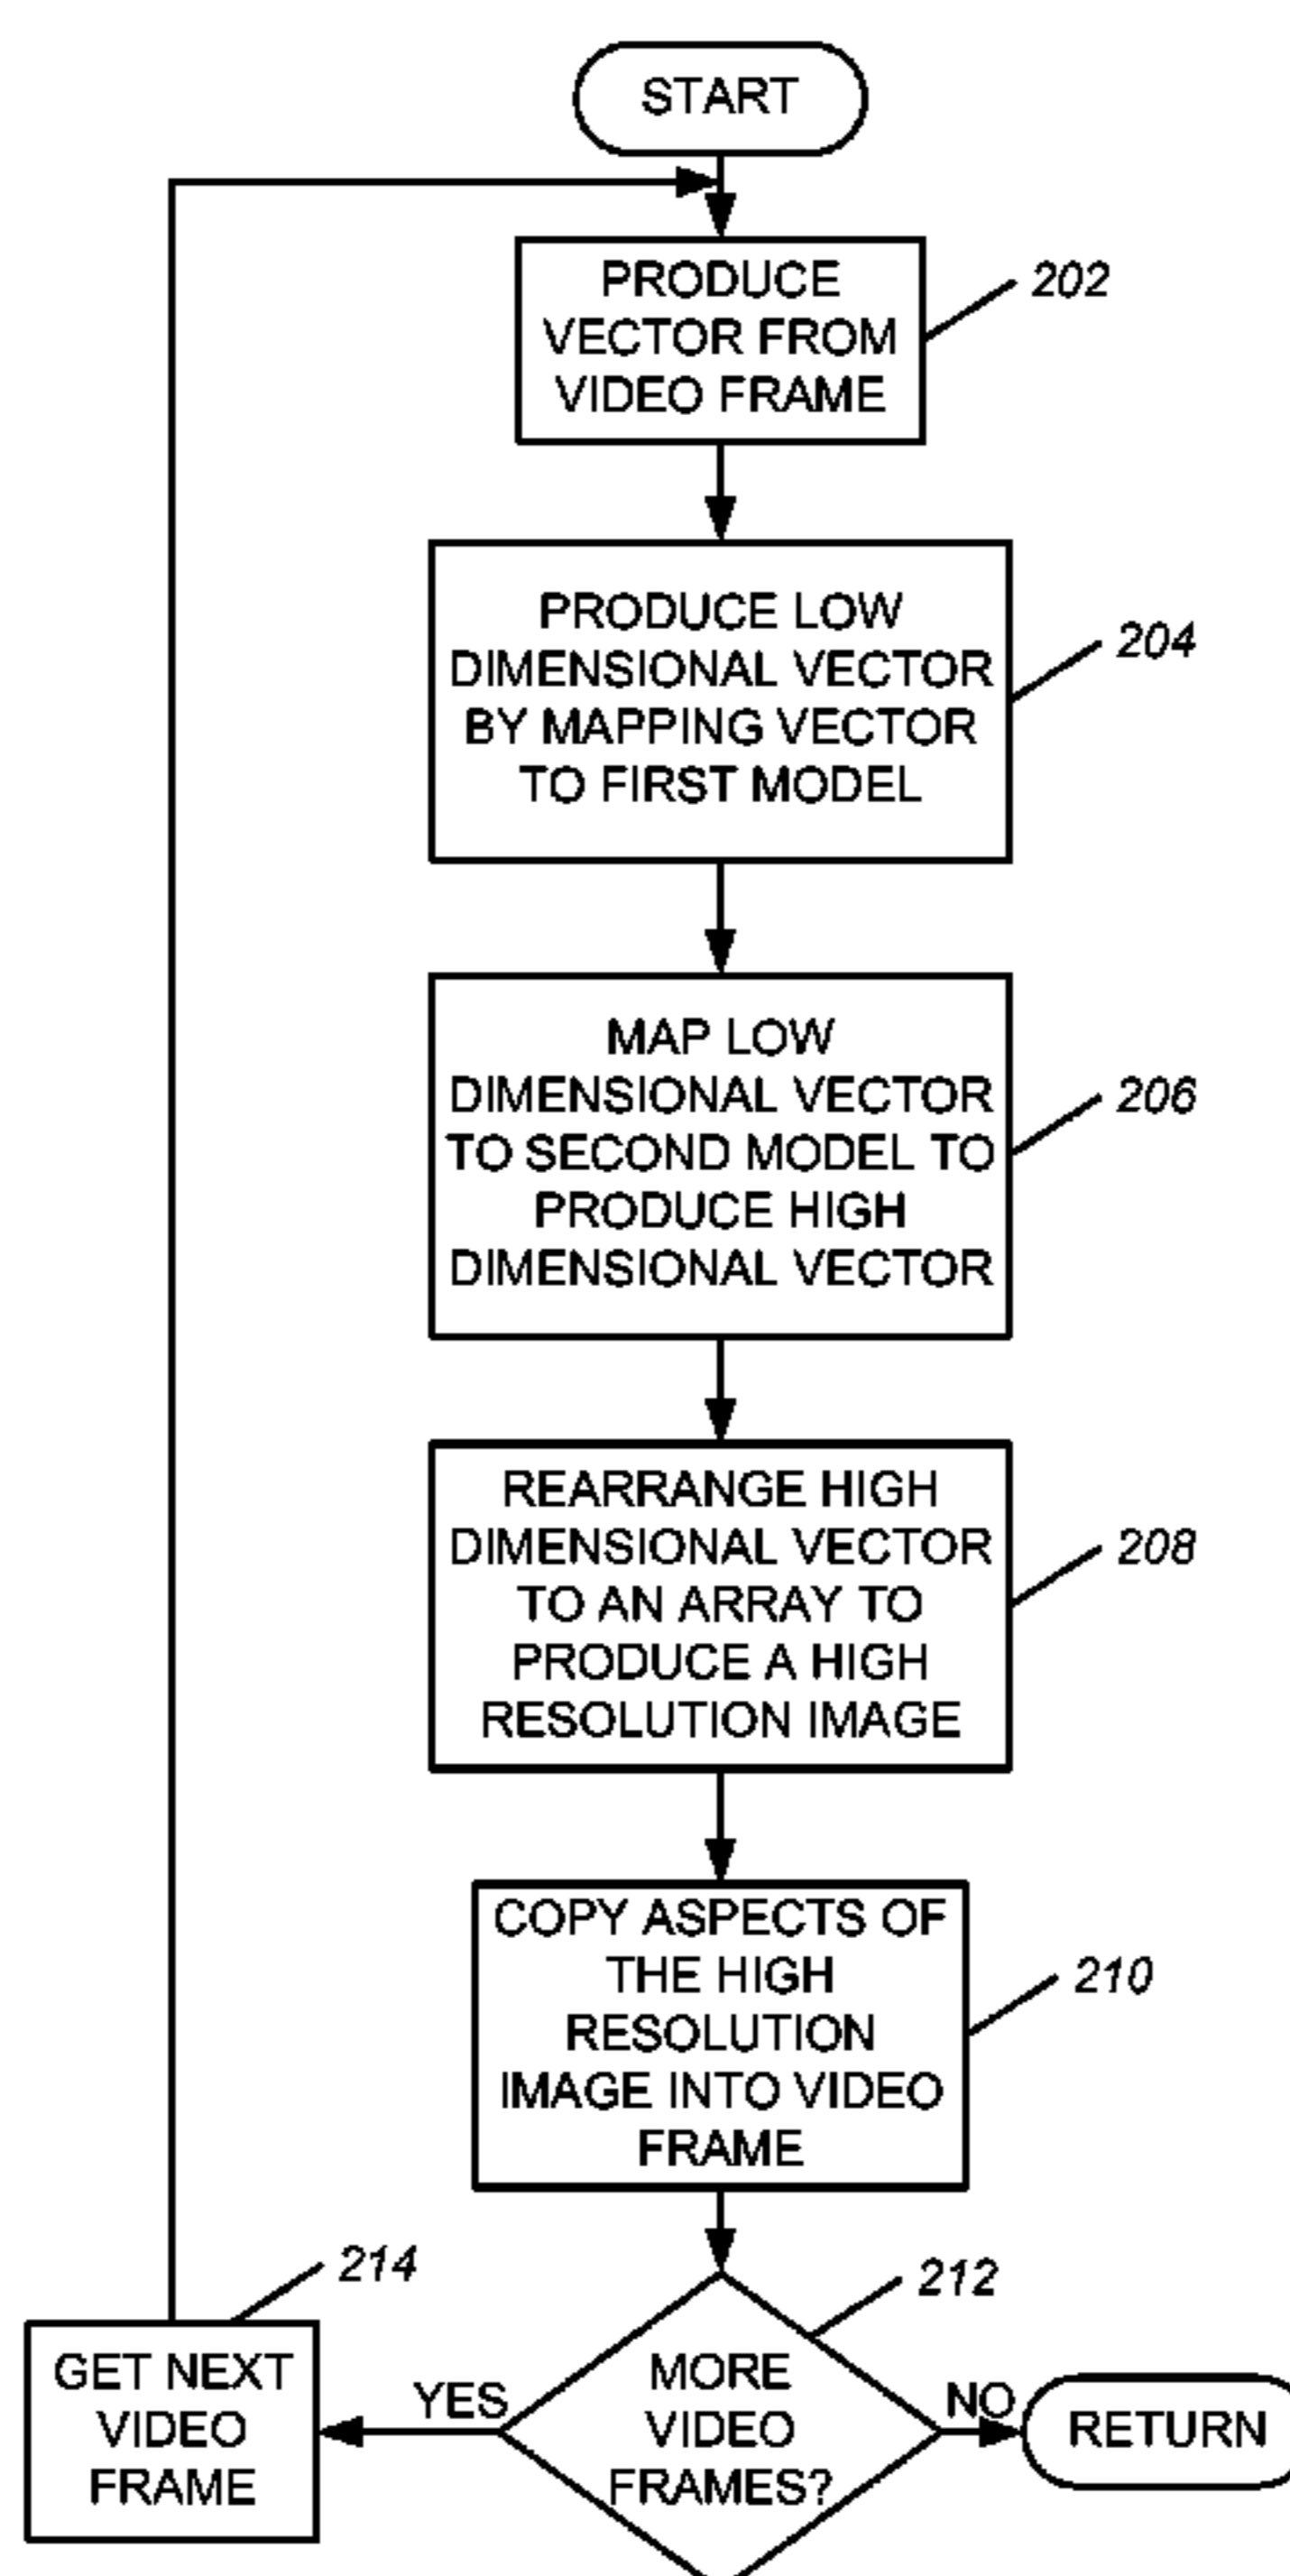 START
PRODUCE
VECTOR FROM
VIDEO FRAME
202
PRODUCE LOW
DIMENSIONAL VECTOR
BY MAPPING VECTOR
TO FIRST MODEL
204
MAP LOW
DIMENSIONAL VECTOR
TO SECOND MODEL TO
PRODUCE HIGH
DIMENSIONAL VECTOR
206
REARRANGE HIGH
DIMENSIONAL VECTOR
TO AN ARRAY TO
PRODUCE A HIGH
RESOLUTION IMAGE
208
COPY ASPECTS OF
THE HIGH
RESOLUTION
IMAGE INTO VIDEO
FRAME
210
MORE
VIDEO
FRAMES?
212
YES
GET NEXT
VIDEO
FRAME
214
NO
RETURN